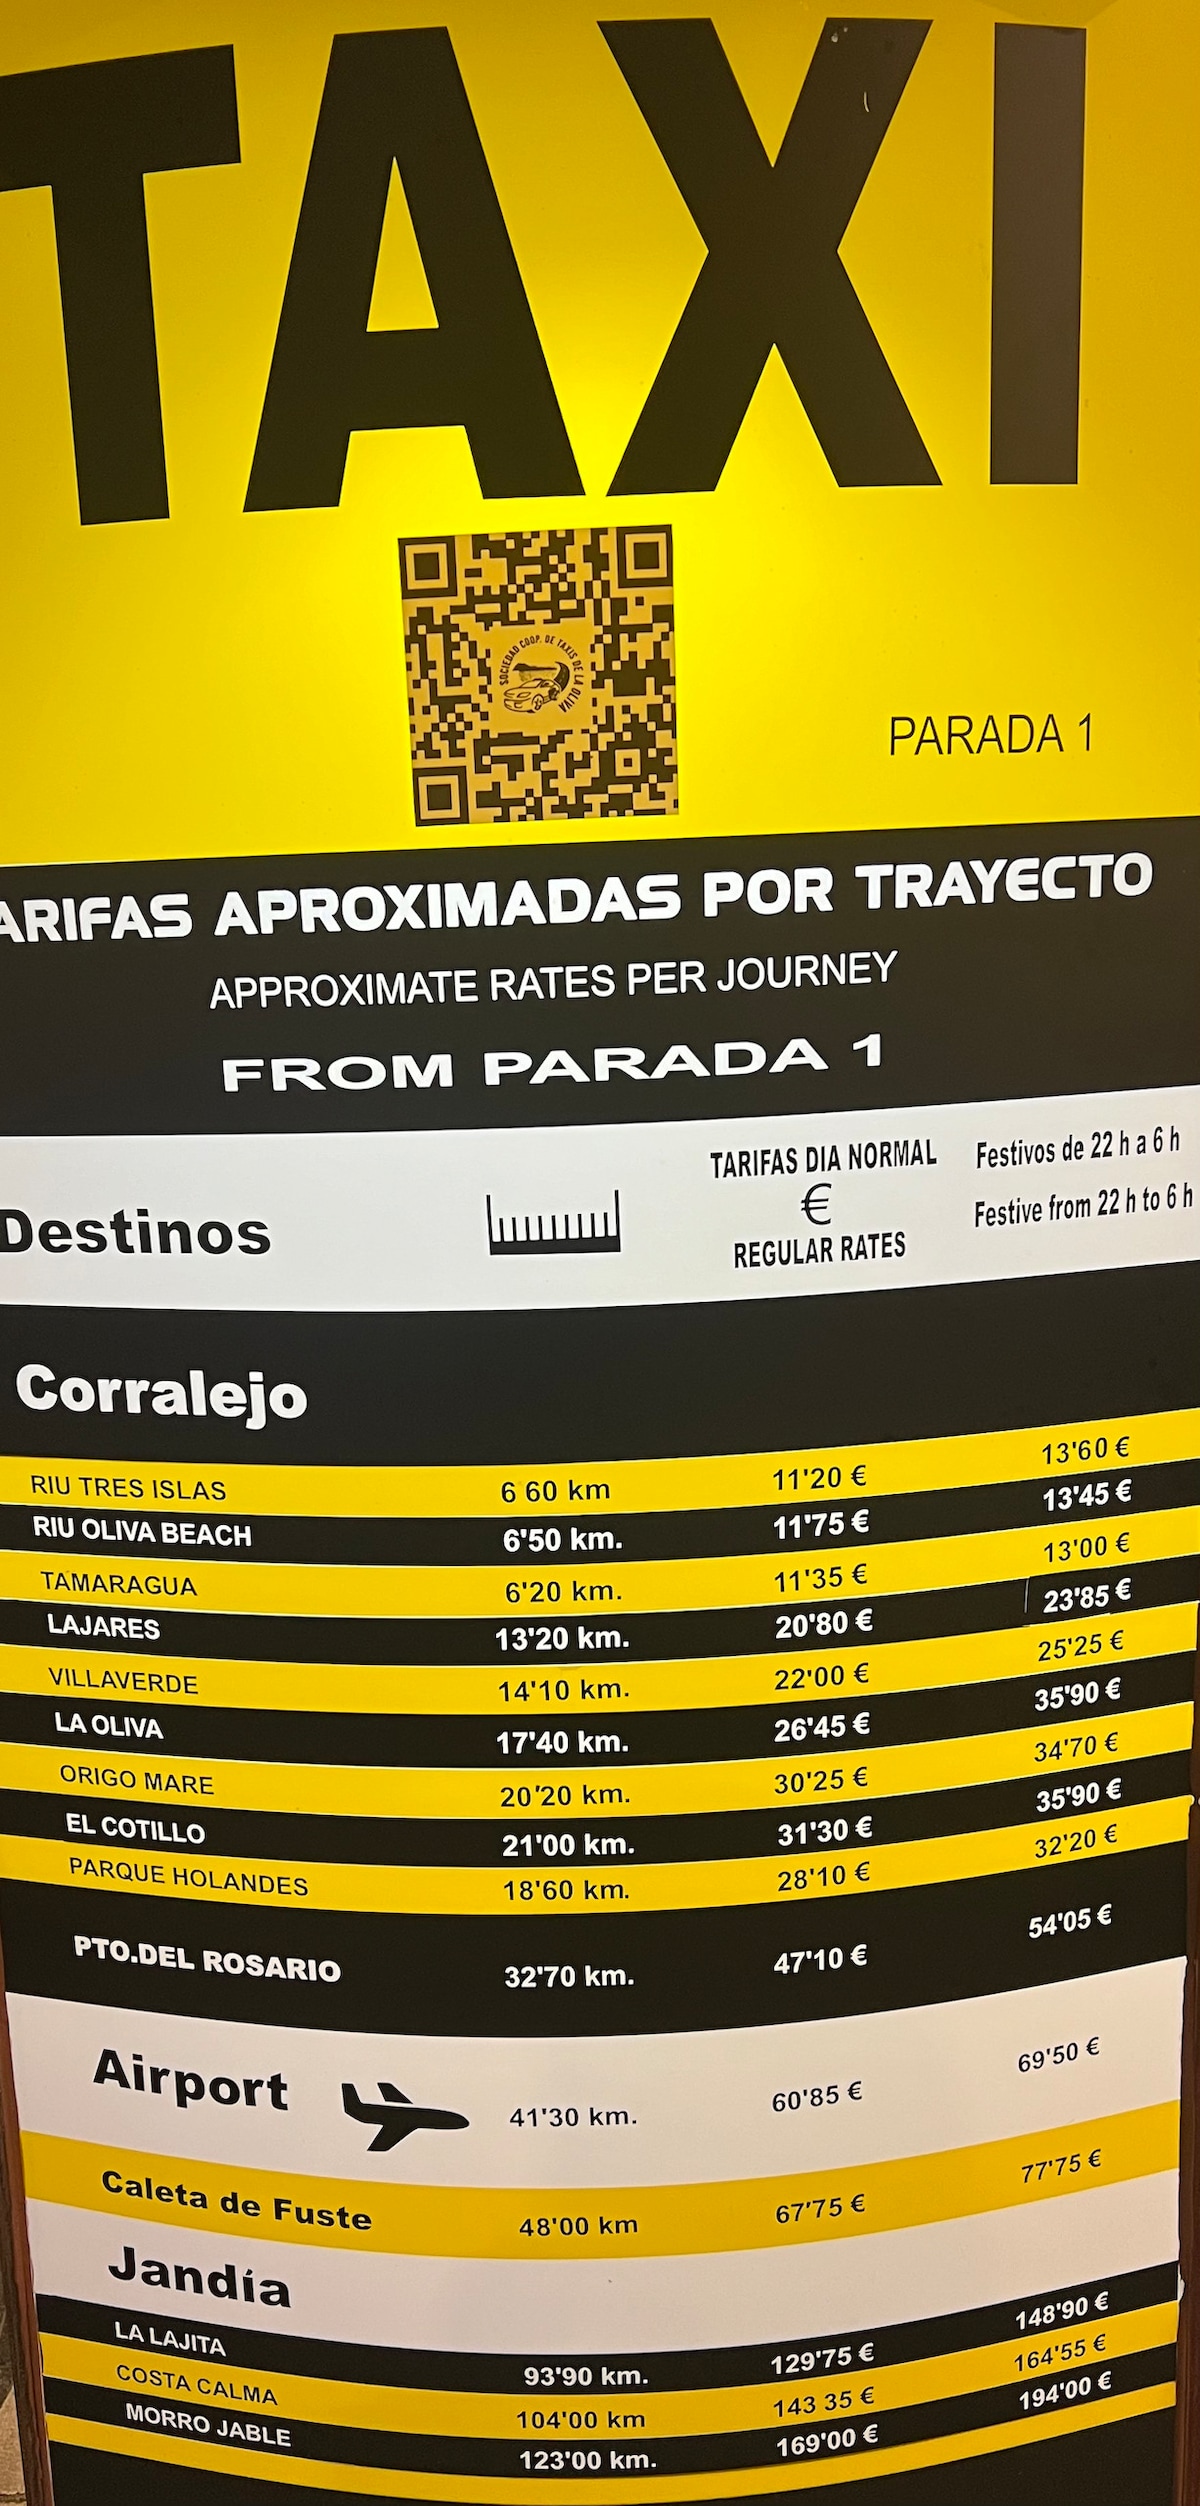 TAXI
SOCIEDAD COOP. DE TAXIS DE LA OLIVA
PARADA 1
ARIFAS APROXIMADAS POR TRAYECTO
APPROXIMATE RATES PER JOURNEY
FROM PARADA 1
Destinos
TARIFAS DIA NORMAL
€
REGULAR RATES
Festivos de 22 h a 6 h
Festive from 22 h to 6 h
Corralejo
RIU TRES ISLAS 6 60 km 11'20 € 13'60 €
RIU OLIVA BEACH 6'50 km. 11'75 € 13'45 €
TAMARAGUA 6'20 km. 11'35 € 13'00 €
LAJARES 13'20 km. 20'80 € 23'85 €
VILLAVERDE 14'10 km. 22'00 € 25'25 €
LA OLIVA 17'40 km. 26'45 € 35'90 €
ORIGO MARE 20'20 km. 30'25 € 34'70 €
EL COTILLO 21'00 km. 31'30 € 35'90 €
PARQUE HOLANDES 18'60 km. 28'10 € 32'20 €
PTO.DEL ROSARIO 32'70 km. 47'10 € 54'05 €
Airport 41'30 km. 60'85 € 69'50 €
Caleta de Fuste 48'00 km 67'75 € 77'75 €
Jandía
LA LAJITA 93'90 km. 129'75 € 148'90 €
COSTA CALMA 104'00 km 143 35 € 164'55 €
MORRO JABLE 123'00 km. 169'00 € 194'00 €